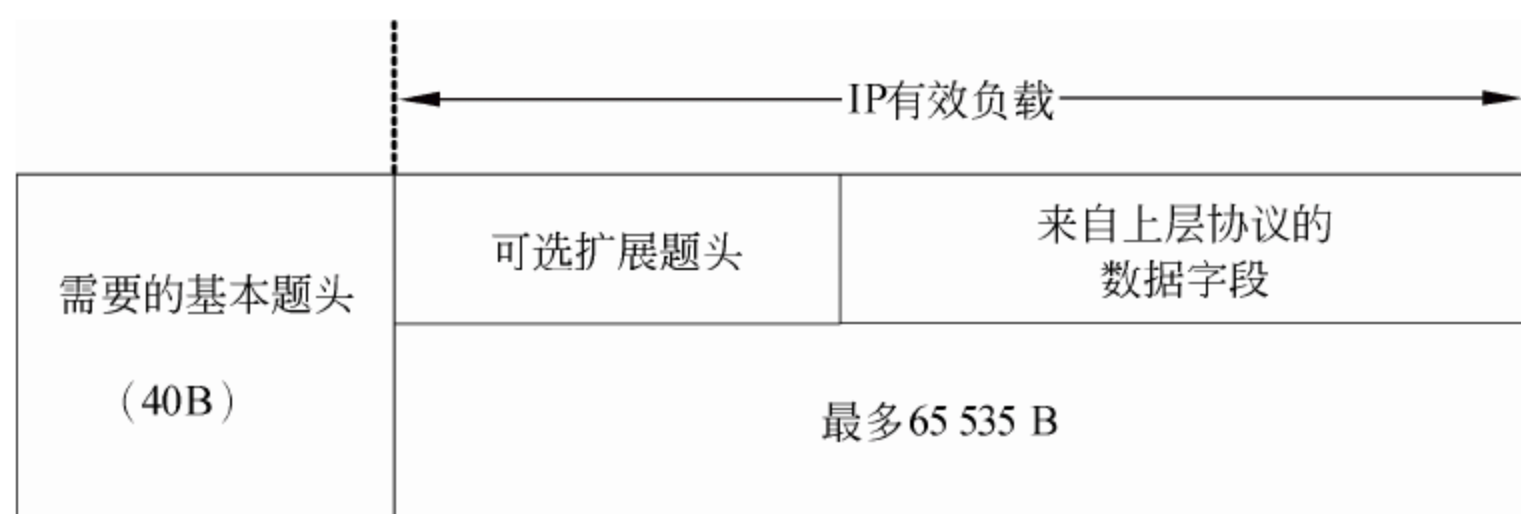 IP有效负载
需要的基本题头
（40B）
可选扩展题头
来自上层协议的
数据字段
最多65 535 B